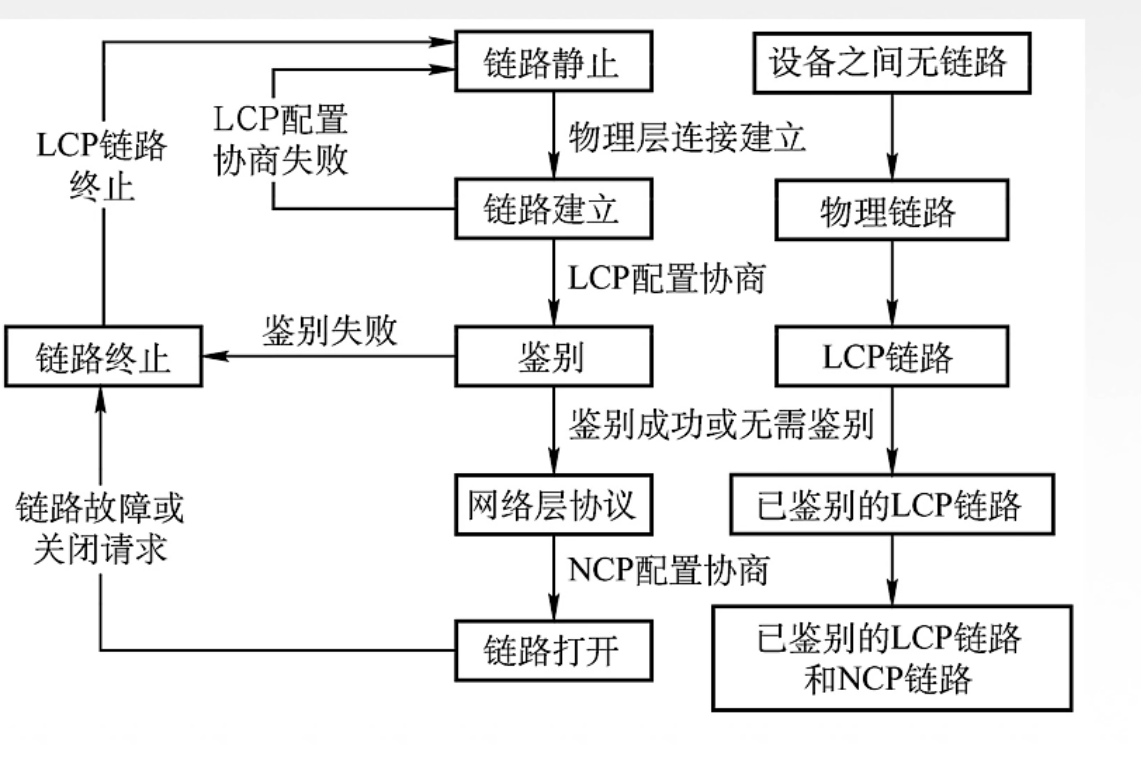 链路静止
设备之间无链路
LCP配置
协商失败
LCP链路
终止
物理层连接建立
链路建立
物理链路
LCP配置协商
鉴别失败
链路终止
鉴别
LCP链路
鉴别成功或无需鉴别
链路故障或
关闭请求
网络层协议
已鉴别的LCP链路
NCP配置协商
链路打开
已鉴别的LCP链路
和NCP链路